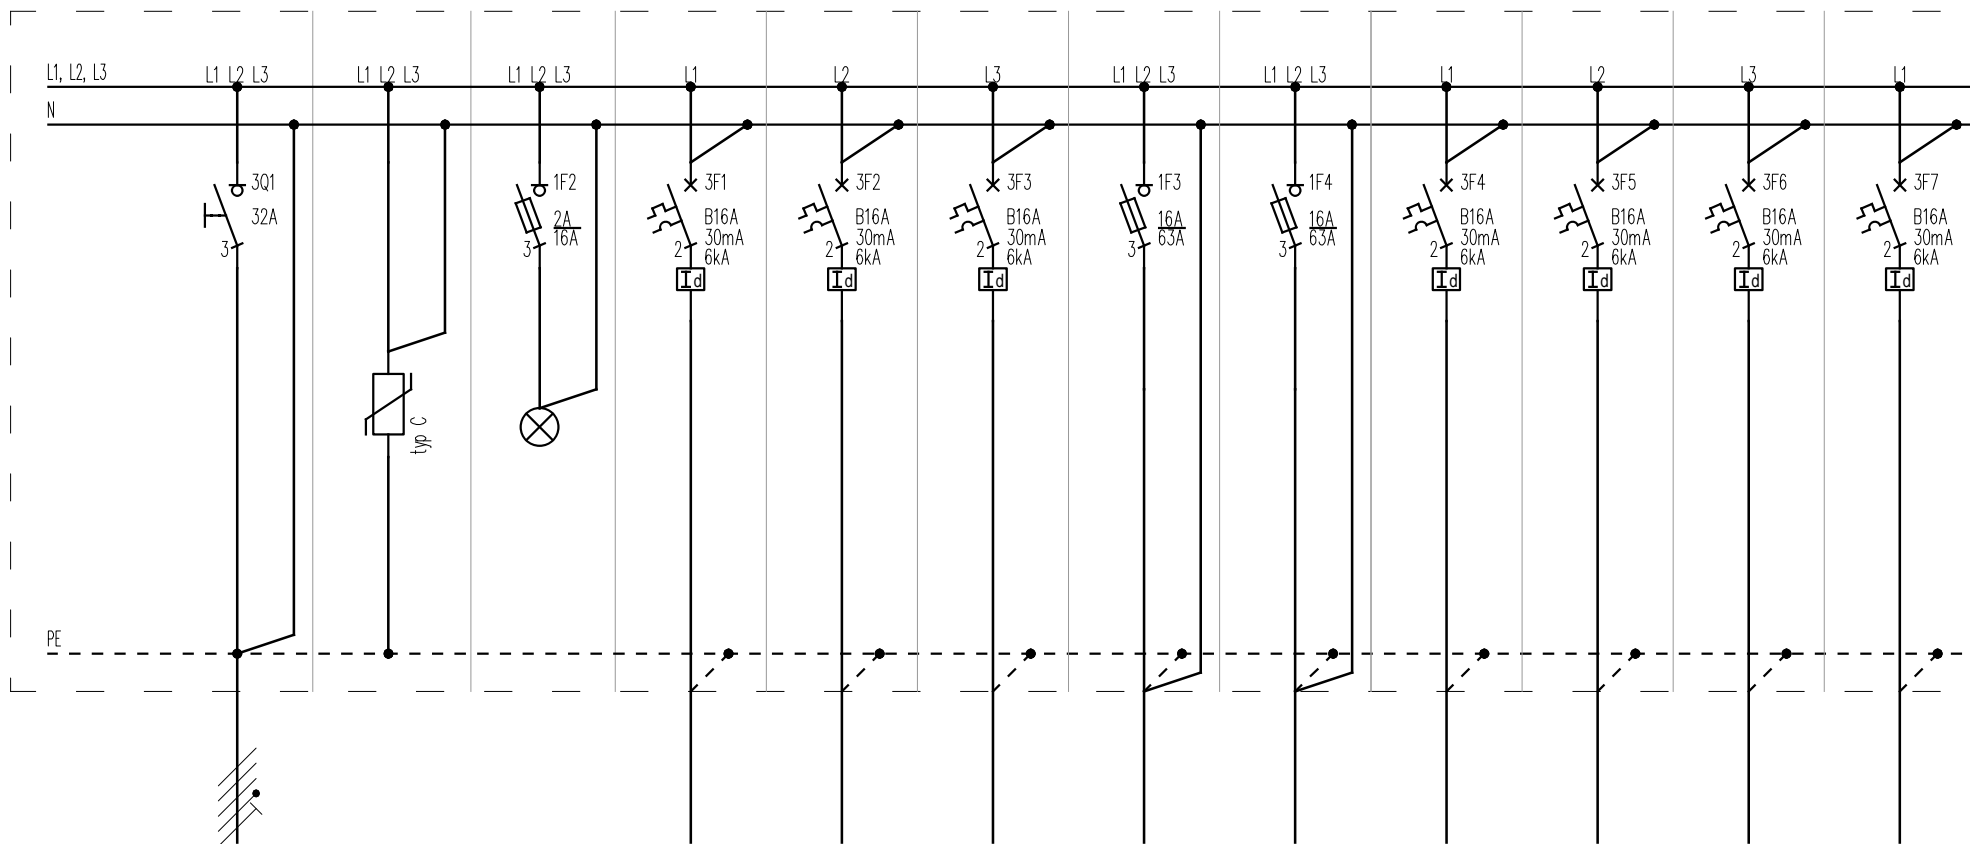 L1, L2, L3
L1 L2 L3
L1 L2 L3
L1 L2 L3
L1
L2
L3
L1 L2 L3
L1 L2 L3
L1
L2
L3
L1
N
3Q1
32A
3
typ C
1F2
2A
16A
3
3F1
B16A
30mA
6kA
2
Id
3F2
B16A
30mA
6kA
2
Id
3F3
B16A
30mA
6kA
2
Id
1F3
16A
63A
3
1F4
16A
63A
3
3F4
B16A
30mA
6kA
2
Id
3F5
B16A
30mA
6kA
2
Id
3F6
B16A
30mA
6kA
2
Id
3F7
B16A
30mA
6kA
2
Id
PE